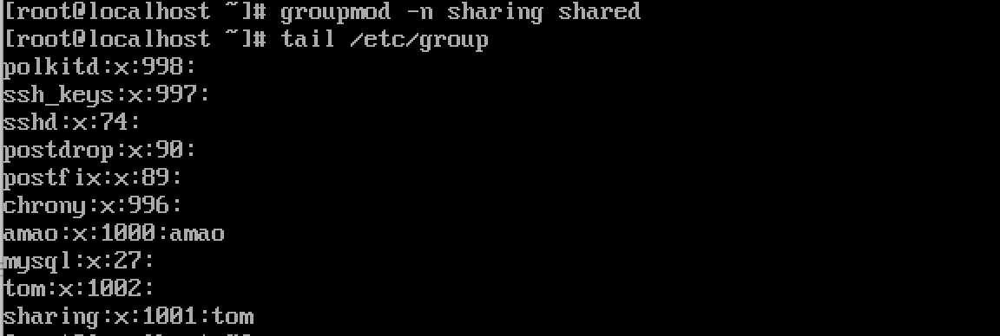 [root@localhost ~]# groupmod -n sharing shared
[root@localhost ~]# tail /etc/group
polkitd:x:998:
ssh_keys:x:997:
sshd:x:74:
postdrop:x:90:
postfix:x:89:
chrony:x:996:
amao:x:1000:amao
mysql:x:27:
tom:x:1002:
sharing:x:1001:tom